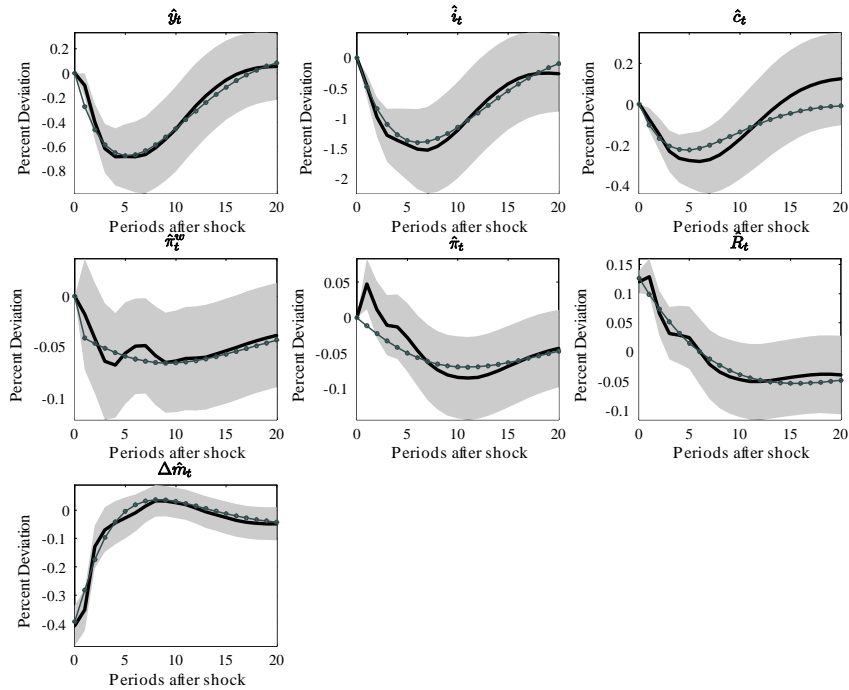 ŷₜ
Percent Deviation
0.2
0
-0.2
-0.4
-0.6
-0.8
0 5 10 15 20
Periods after shock
îₜ
Percent Deviation
0
-0.5
-1
-1.5
-2
0 5 10 15 20
Periods after shock
ĉₜ
Percent Deviation
0.2
0
-0.2
-0.4
0 5 10 15 20
Periods after shock
π̂ₜʷ
Percent Deviation
0
-0.05
-0.1
0 5 10 15 20
Periods after shock
π̂ₜ
Percent Deviation
0.05
0
-0.05
-0.1
0 5 10 15 20
Periods after shock
R̂ₜ
Percent Deviation
0.15
0.1
0.05
0
-0.05
-0.1
0 5 10 15 20
Periods after shock
Δm̂ₜ
Percent Deviation
0
-0.1
-0.2
-0.3
-0.4
0 5 10 15 20
Periods after shock